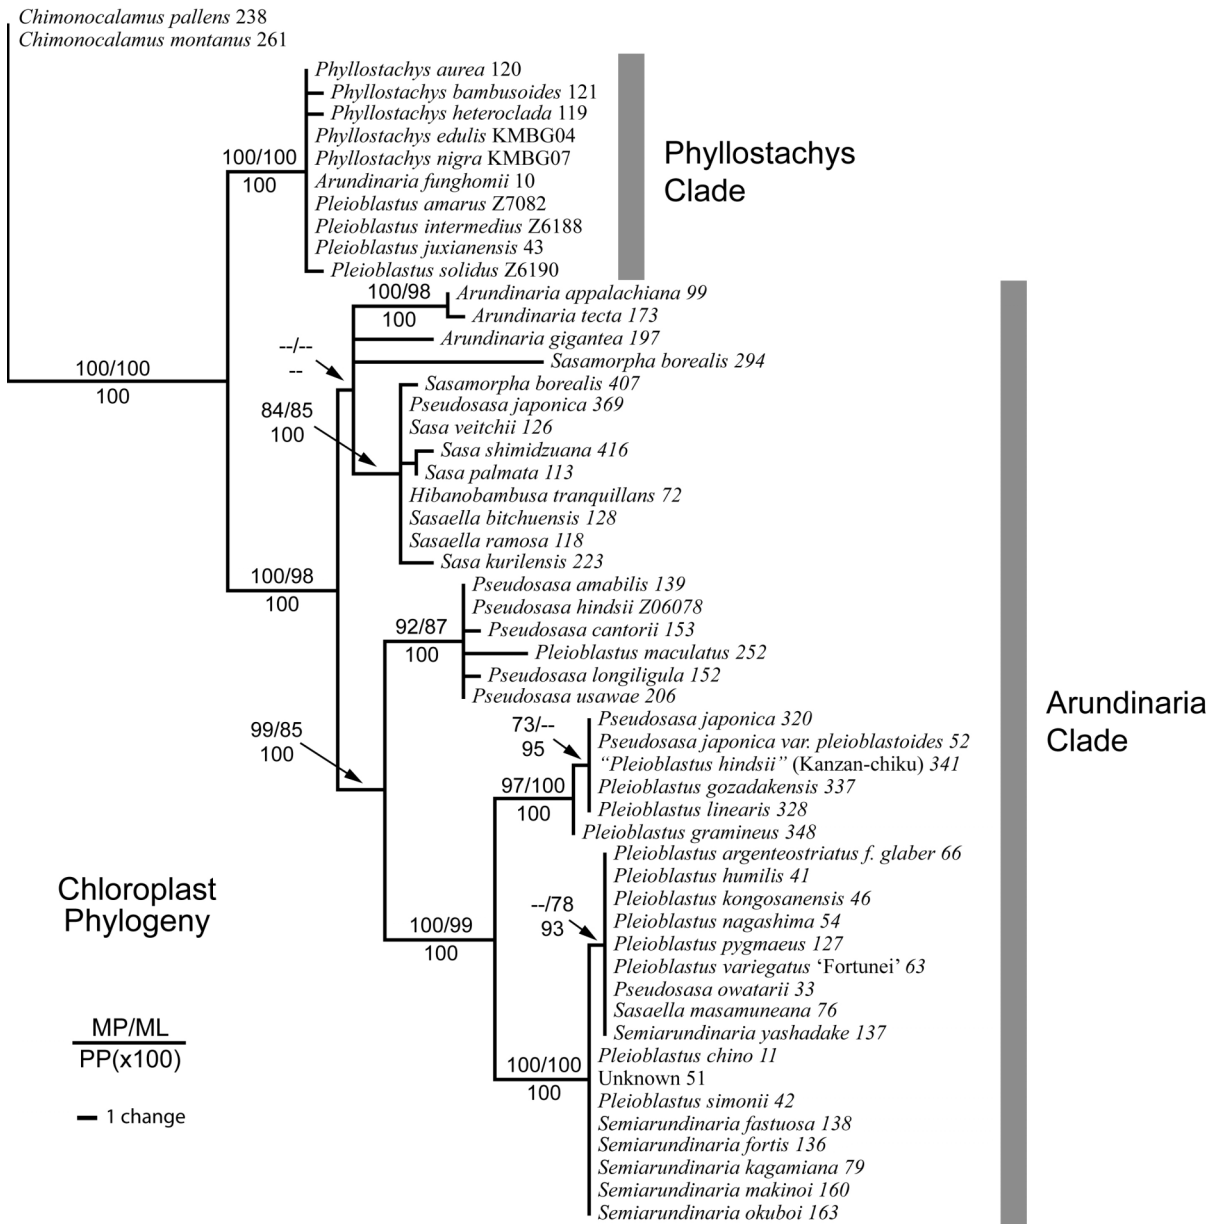 Chimonocalamus pallens 238
Chimonocalamus montanus 261
Phyllostachys aurea 120
Phyllostachys bambusoides 121
Phyllostachys heteroclada 119
Phyllostachys edulis KMBG04
Phyllostachys nigra KMBG07
Arundinaria funghomii 10
Pleioblastus amarus Z7082
Pleioblastus intermedius Z6188
Pleioblastus juxianensis 43
Pleioblastus solidus Z6190
100/100
100
Phyllostachys
Clade
Arundinaria appalachiana 99
Arundinaria tecta 173
Arundinaria gigantea 197
Sasamorpha borealis 294
Sasamorpha borealis 407
Pseudosasa japonica 369
Sasa veitchii 126
Sasa shimidzuana 416
Sasa palmata 113
Hibanobambusa tranquillans 72
Sasaella bitchuensis 128
Sasaella ramosa 118
Sasa kurilensis 223
100/98
100
--/--
--
100/100
100
84/85
100
100/98
100
Pseudosasa amabilis 139
Pseudosasa hindsii Z06078
Pseudosasa cantorii 153
Pleioblastus maculatus 252
Pseudosasa longiligula 152
Pseudosasa usawae 206
92/87
100
99/85
100
Pseudosasa japonica 320
Pseudosasa japonica var. pleioblastoides 52
“Pleioblastus hindsii” (Kanzan-chiku) 341
Pleioblastus gozadakensis 337
Pleioblastus linearis 328
Pleioblastus gramineus 348
73/--
95
97/100
100
Arundinaria
Clade
Pleioblastus argenteostriatus f. glaber 66
Pleioblastus humilis 41
Pleioblastus kongosanensis 46
Pleioblastus nagashima 54
Pleioblastus pygmaeus 127
Pleioblastus variegatus ‘Fortunei’ 63
Pseudosasa owatarii 33
Sasaella masamuneana 76
Semiarundinaria yashadake 137
Pleioblastus chino 11
Unknown 51
Pleioblastus simonii 42
Semiarundinaria fastuosa 138
Semiarundinaria fortis 136
Semiarundinaria kagamiana 79
Semiarundinaria makinoi 160
Semiarundinaria okuboi 163
--/78
93
100/99
100
100/100
100
Chloroplast
Phylogeny
MP/ML
PP(x100)
1 change